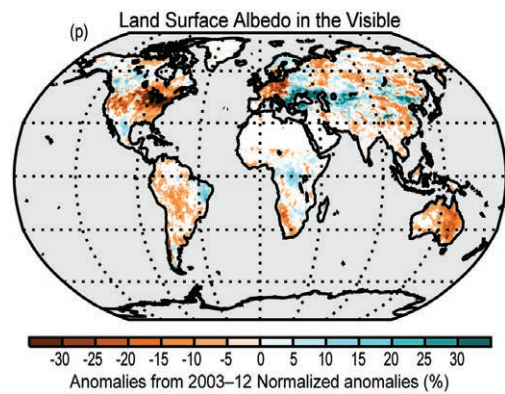 Land Surface Albedo in the Visible
(p)
-30 -25 -20 -15 -10 -5 0 5 10 15 20 25 30
Anomalies from 2003–12 Normalized anomalies (%)